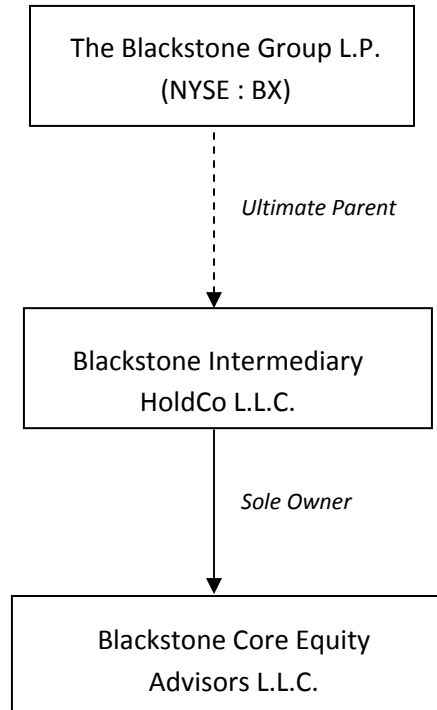 The Blackstone Group L.P.
(NYSE : BX)
Ultimate Parent
Blackstone Intermediary
HoldCo L.L.C.
Sole Owner
Blackstone Core Equity
Advisors L.L.C.